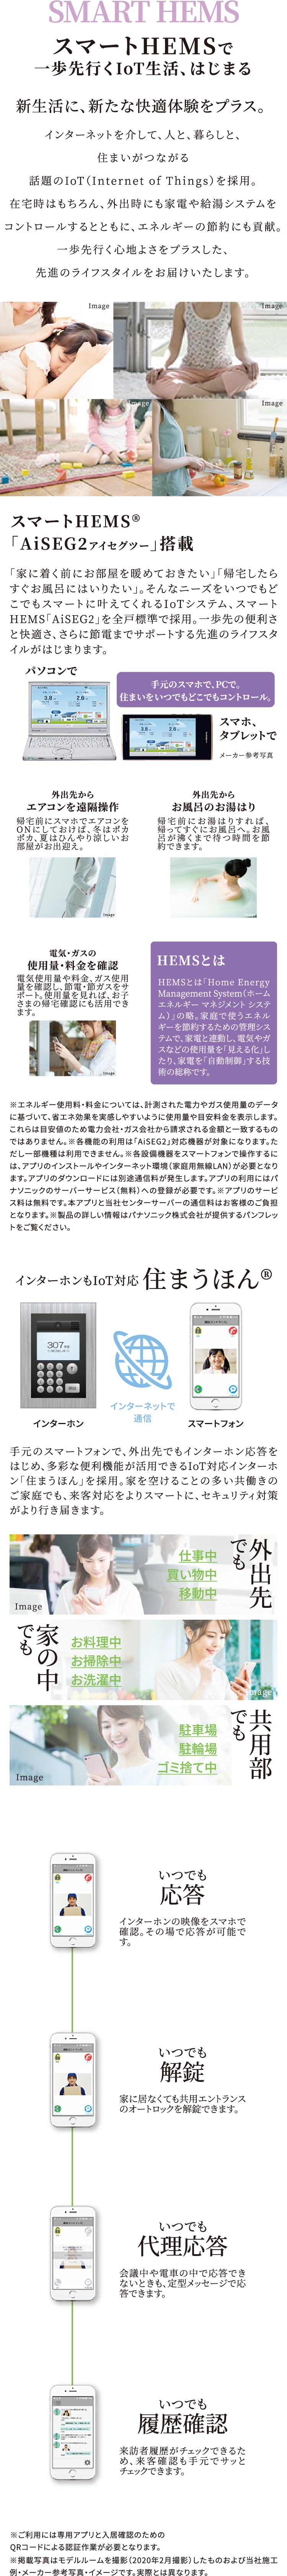 SMART HEMS
スマートHEMSで
一歩先行くIoT生活、はじまる
新生活に、新たな快適体験をプラス。
インターネットを介して、人と、暮らしと、
住まいがつながる
話題のIoT（Internet of Things）を採用。
在宅時はもちろん、外出時にも家電や給湯システムを
コントロールするとともに、エネルギーの節約にも貢献。
一歩先行く心地よさをプラスした、
先進のライフスタイルをお届けいたします。
Image
Image
Image
Image
スマートHEMS®
「AiSEG2アイセグツー」搭載
「家に着く前にお部屋を暖めておきたい」「帰宅したら
すぐお風呂にはいりたい」。そんなニーズをいつでもど
こでもスマートに叶えてくれるIoTシステム、スマート
HEMS「AiSEG2」を全戸標準で採用。一歩先の便利さ
と快適さ、さらに節電までサポートする先進のライフスタ
イルがはじまります。
パソコンで
手元のスマホで、PCで。
住まいをいつでもどこでもコントロール。
スマホ、
タブレットで
メーカー参考写真
外出先から
エアコンを遠隔操作
帰宅前にスマホでエアコンを
ONにしておけば、冬はポカ
ポカ、夏はひんやり涼しいお
部屋がお出迎え。
Image
外出先から
お風呂のお湯はり
帰宅前にお湯はりすれば、
帰ってすぐにお風呂へ。お風
呂が沸くまで待つ時間を節
約できます。
電気・ガスの
使用量・料金を確認
電気使用量や料金、ガス使用
量を確認し、節電・節ガスをサ
ポート。使用量を見れば、お子
さまの帰宅確認にも活用でき
ます。
Image
HEMSとは
HEMSとは「Home Energy
Management System（ホーム
エネルギー マネジメント システ
ム）」の略。家庭で使うエネル
ギーを節約するための管理シス
テムで、家電と連動し、電気やガ
スなどの使用量を「見える化」し
たり、家電を「自動制御」する技
術の総称です。
※エネルギー使用料・料金については、計測された電力やガス使用量のデータ
に基づいて、省エネ効果を実感しやすいように使用量や目安料金を表示します。
これらは目安値のため電力会社・ガス会社から請求される金額と一致するもの
ではありません。※各機能の利用は「AiSEG2」対応機器が対象になります。た
だし一部機種は利用できません。※各設備機器をスマートフォンで操作するに
は、アプリのインストールやインターネット環境（家庭用無線LAN）が必要となり
ます。アプリのダウンロードには別途通信料が発生します。アプリの利用にはパ
ナソニックのサーバーサービス（無料）への登録が必要です。※アプリのサービ
ス料は無料です。本アプリと当社センターサーバーの通信料はお客様のご負担
となります。※製品の詳しい情報はパナソニック株式会社が提供するパンフレッ
トをご覧ください。
インターホンもIoT対応 住まうほん®
307
インターホン
インターネットで
通信
スマートフォン
手元のスマートフォンで、外出先でもインターホン応答を
はじめ、多彩な便利機能が活用できるIoT対応インターホ
ン「住まうほん」を採用。家を空けることの多い共働きの
ご家庭でも、来客対応をよりスマートに、セキュリティ対策
がより行き届きます。
外出先
でも
仕事中
買い物中
移動中
Image
家の中
でも
お料理中
お掃除中
お洗濯中
Image
共用部
でも
駐車場
駐輪場
ゴミ捨て中
Image
いつでも
応答
インターホンの映像をスマホで
確認。その場で応答が可能で
す。
いつでも
解錠
家に居なくても共用エントランス
のオートロックを解錠できます。
いつでも
代理応答
会議中や電車の中で応答でき
ないときも、定型メッセージで応
答できます。
いつでも
履歴確認
来訪者履歴がチェックできるた
め、来客確認も手元でサッと
チェックできます。
※ご利用には専用アプリと入居確認のための
QRコードによる認証作業が必要となります。
※掲載写真はモデルルームを撮影（2020年2月撮影）したものおよび当社施工
例・メーカー参考写真・イメージです。実際とは異なります。